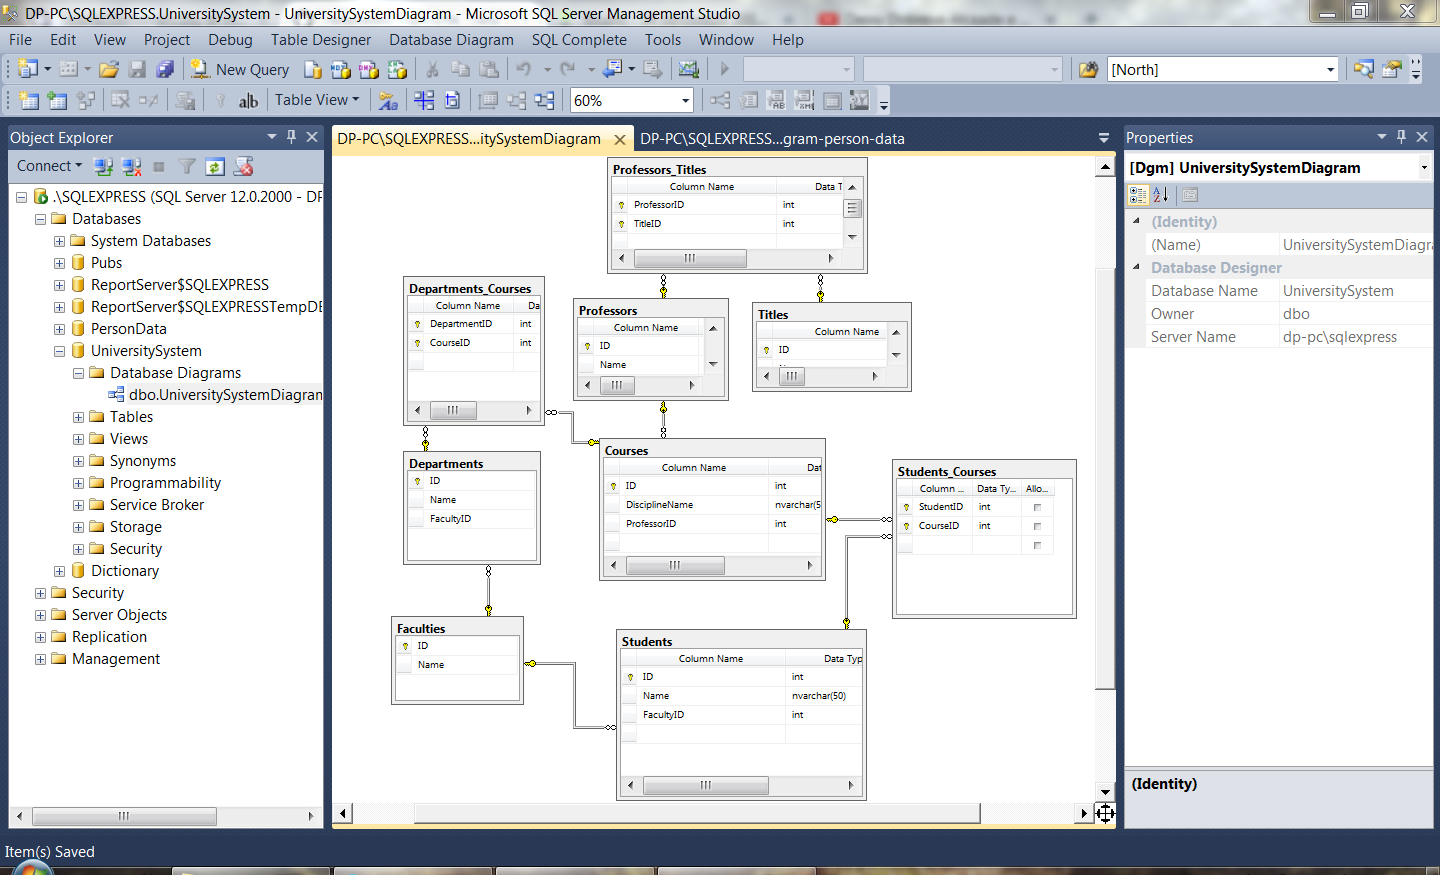 DP-PC\SQLEXPRESS.UniversitySystem - UniversitySystemDiagram - Microsoft SQL Server Management Studio
File Edit View Project Debug Table Designer Database Diagram SQL Complete Tools Window Help
New Query [North]
alb Table View 60%
Object Explorer
Connect
.\SQLEXPRESS (SQL Server 12.0.2000 - DP
Databases
System Databases
Pubs
ReportServer$SQLEXPRESS
ReportServer$SQLEXPRESSTempDB
PersonData
UniversitySystem
Database Diagrams
dbo.UniversitySystemDiagram
Tables
Views
Synonyms
Programmability
Service Broker
Storage
Security
Dictionary
Security
Server Objects
Replication
Management
DP-PC\SQLEXPRESS...itySystemDiagram DP-PC\SQLEXPRESS...gram-person-data
Professors_Titles
Column Name Data T
ProfessorID int
TitleID int
Departments_Courses
Column Name Da
DepartmentID int
CourseID int
Professors
Column Name
ID
Name
Titles
Column Name
ID
Departments
ID
Name
FacultyID
Courses
Column Name Dat
ID int
DisciplineName nvarchar(5
ProfessorID int
Students_Courses
Column ... Data Ty... Allo...
StudentID int
CourseID int
Faculties
ID
Name
Students
Column Name Data Typ
ID int
Name nvarchar(50)
FacultyID int
Properties
[Dgm] UniversitySystemDiagram
(Identity)
(Name) UniversitySystemDiagra
Database Designer
Database Name UniversitySystem
Owner dbo
Server Name dp-pc\sqlexpress
(Identity)
Item(s) Saved